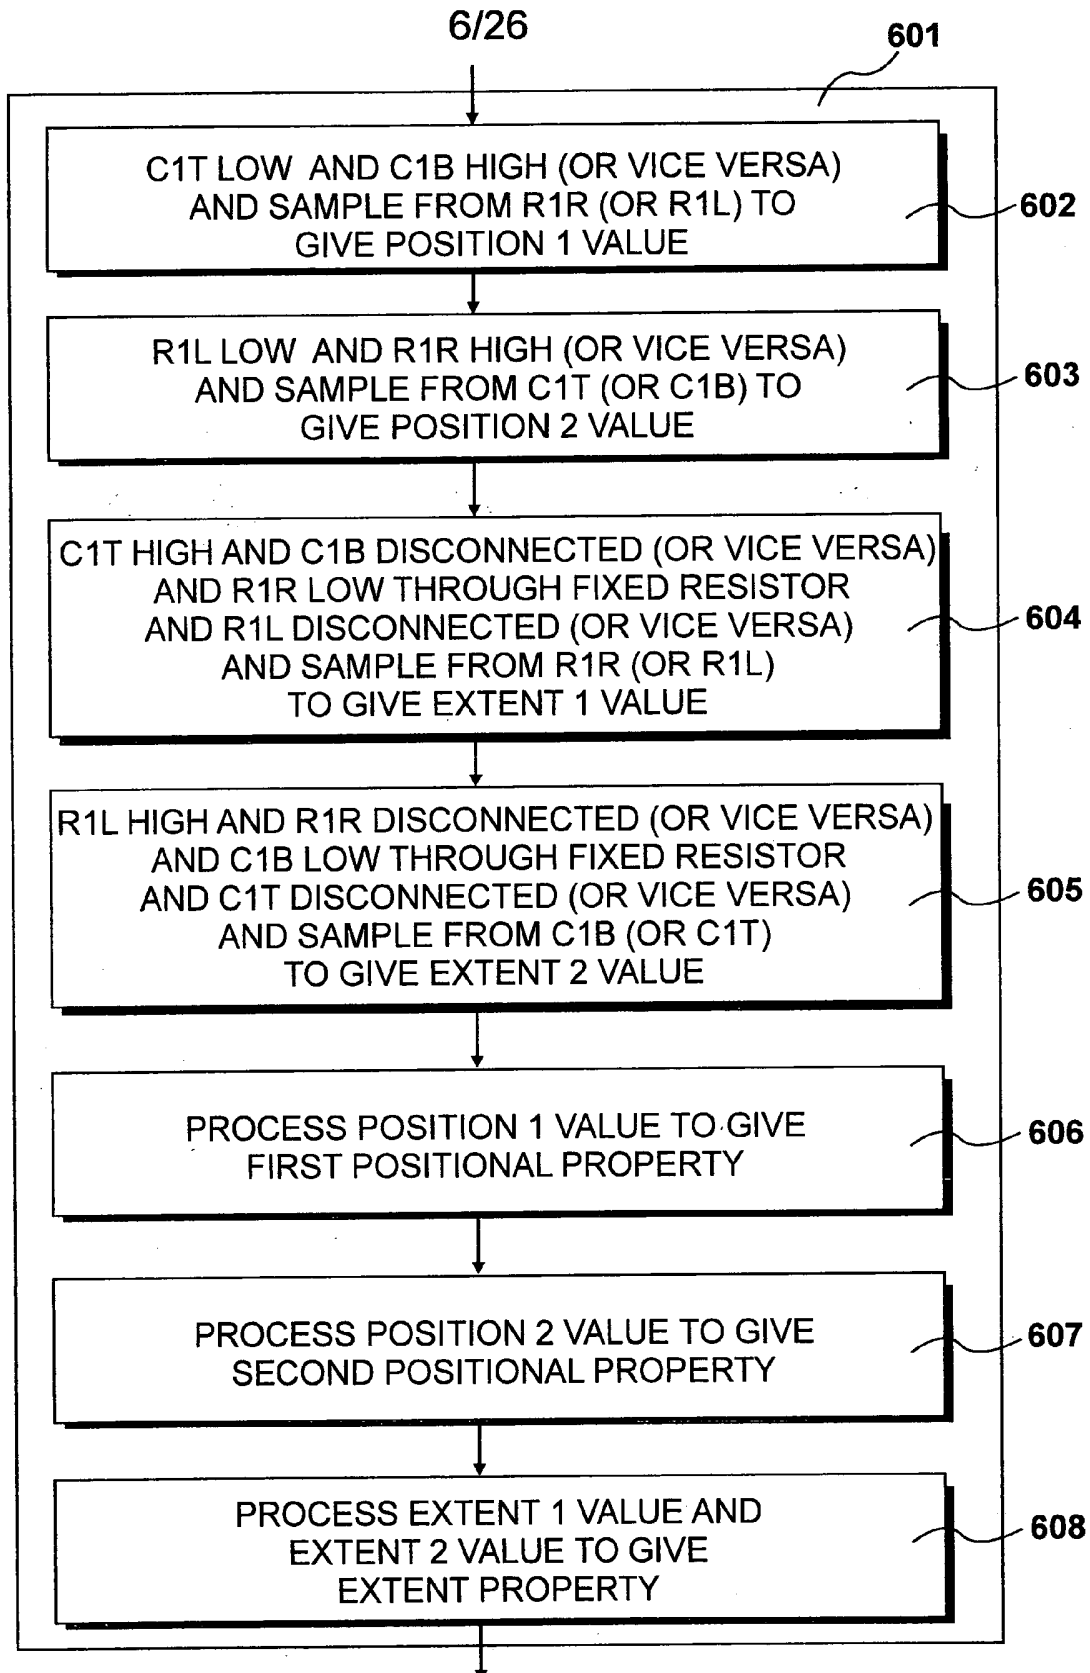 6/26
601
C1T LOW AND C1B HIGH (OR VICE VERSA)
AND SAMPLE FROM R1R (OR R1L) TO
GIVE POSITION 1 VALUE
602
R1L LOW AND R1R HIGH (OR VICE VERSA)
AND SAMPLE FROM C1T (OR C1B) TO
GIVE POSITION 2 VALUE
603
C1T HIGH AND C1B DISCONNECTED (OR VICE VERSA)
AND R1R LOW THROUGH FIXED RESISTOR
AND R1L DISCONNECTED (OR VICE VERSA)
AND SAMPLE FROM R1R (OR R1L)
TO GIVE EXTENT 1 VALUE
604
R1L HIGH AND R1R DISCONNECTED (OR VICE VERSA)
AND C1B LOW THROUGH FIXED RESISTOR
AND C1T DISCONNECTED (OR VICE VERSA)
AND SAMPLE FROM C1B (OR C1T)
TO GIVE EXTENT 2 VALUE
605
PROCESS POSITION 1 VALUE TO GIVE
FIRST POSITIONAL PROPERTY
606
PROCESS POSITION 2 VALUE TO GIVE
SECOND POSITIONAL PROPERTY
607
PROCESS EXTENT 1 VALUE AND
EXTENT 2 VALUE TO GIVE
EXTENT PROPERTY
608